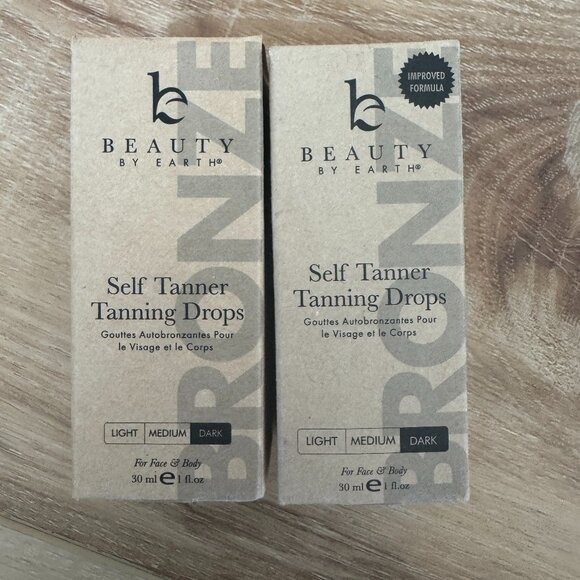 BRONZE
BEAUTY
BY EARTH®
Self Tanner
Tanning Drops
Gouttes Autobronzantes Pour
le Visage et le Corps
LIGHT MEDIUM DARK
For Face & Body
30 ml e 1 fl.oz
BRONZE
IMPROVED
FORMULA
BEAUTY
BY EARTH®
Self Tanner
Tanning Drops
Gouttes Autobronzantes Pour
le Visage et le Corps
LIGHT MEDIUM DARK
For Face & Body
30 ml e 1 fl.oz